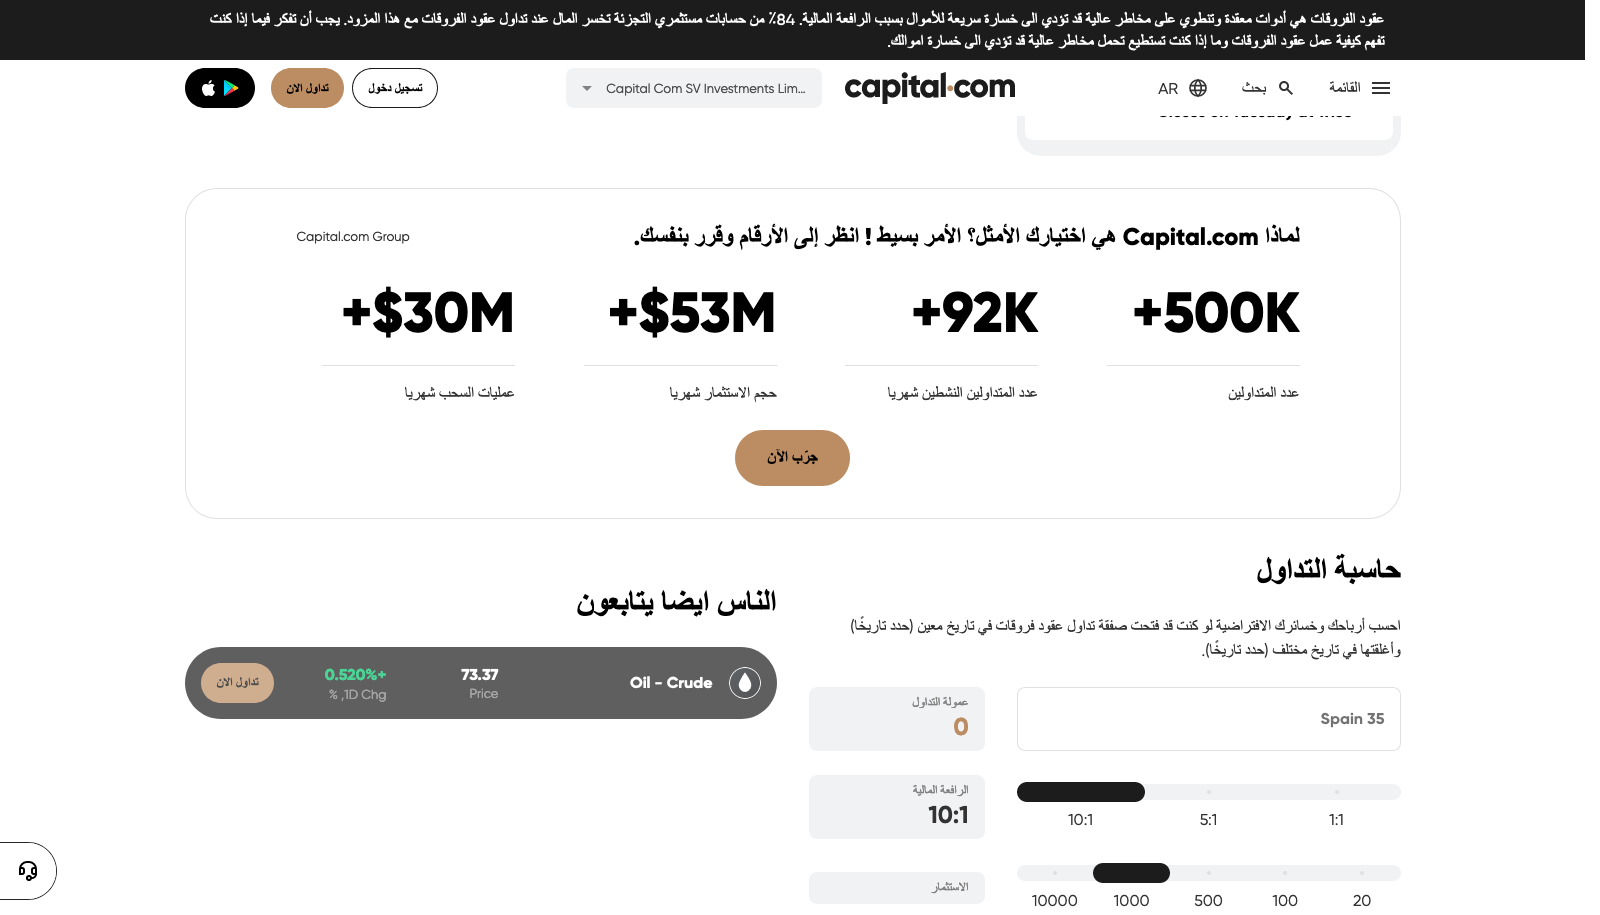 عقود الفروقات هي أدوات معقدة وتنطوي على مخاطر عالية قد تؤدي الى خسارة سريعة للأموال بسبب الرافعة المالية. 84٪ من حسابات مستثمري التجزئة تخسر المال عند تداول عقود الفروقات مع هذا المزود. يجب أن تفكر فيما إذا كنت
تفهم كيفية عمل عقود الفروقات وما إذا كنت تستطيع تحمل مخاطر عالية قد تؤدي الى خسارة اموالك.
القائمة
بحث
AR
capital.com
Capital Com SV Investments Lim...
تسجيل دخول
تداول الان
لماذا Capital.com هي اختيارك الأمثل؟ الأمر بسيط ! انظر إلى الأرقام وقرر بنفسك.
Capital.com Group
+500K
+92K
+$53M
+$30M
عدد المتداولين
عدد المتداولين النشطين شهريا
حجم الاستثمار شهريا
عمليات السحب شهريا
جرّب الآن
حاسبة التداول
احسب أرباحك وخسائرك الافتراضية لو كنت قد فتحت صفقة تداول عقود فروقات في تاريخ معين (حدد تاريخًا)
وأغلقتها في تاريخ مختلف (حدد تاريخًا).
Spain 35
عمولة التداول
0
1:1
5:1
10:1
الرافعة المالية
10:1
20
100
500
1000
10000
الاستثمار
الناس ايضا يتابعون
Oil - Crude
73.37
Price
0.520%+
% ,1D Chg
تداول الان